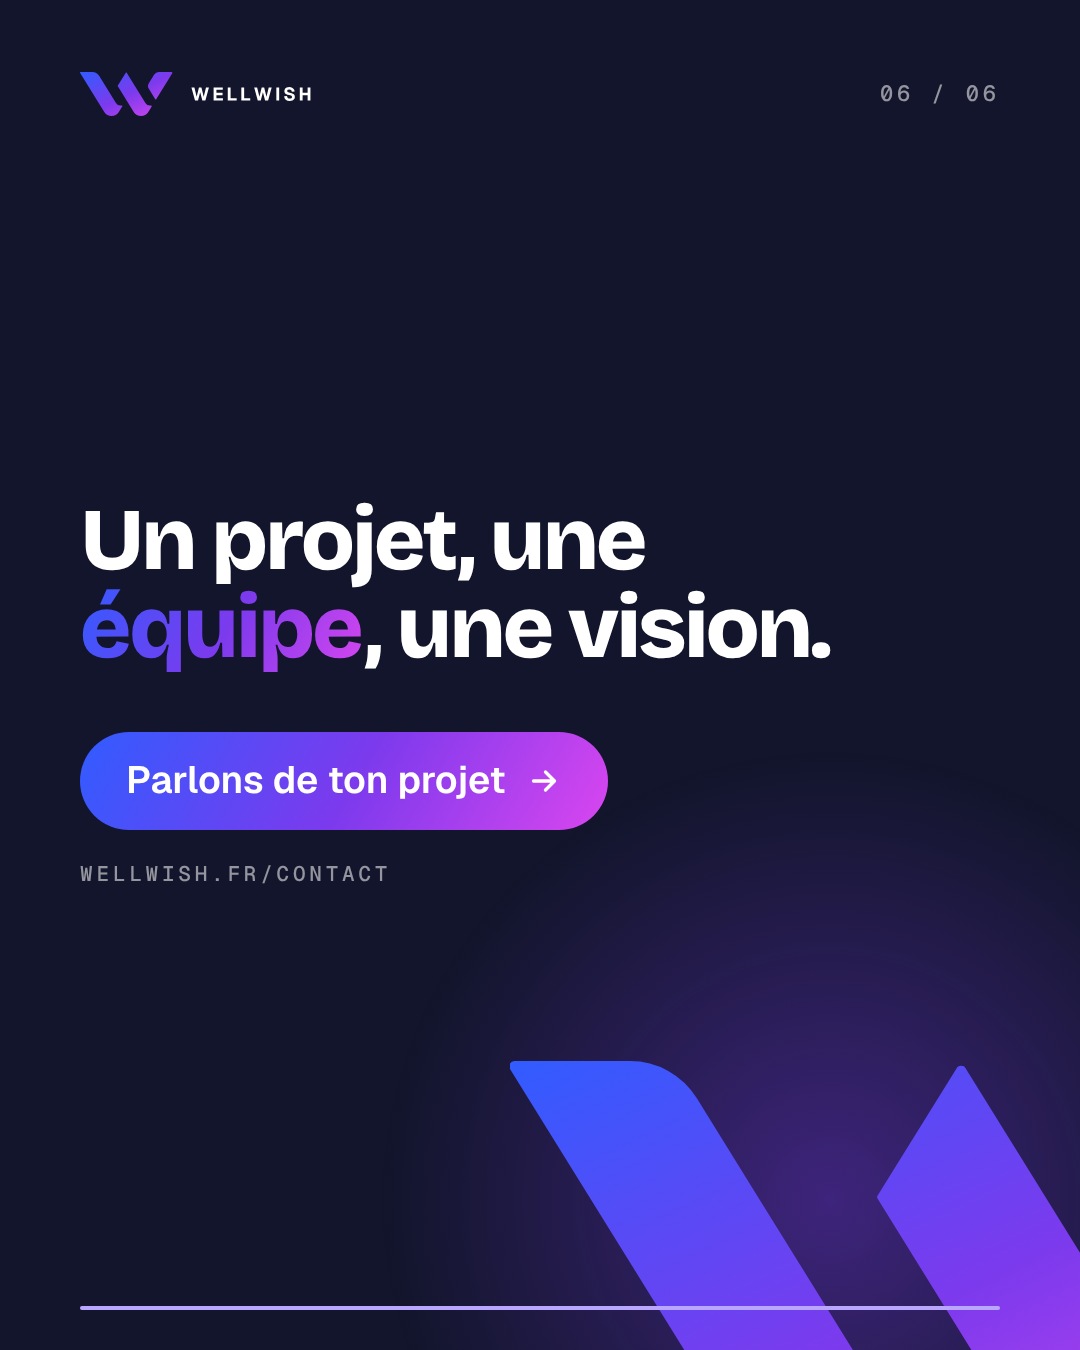 WELLWISH
06 / 06
Un projet, une
équipe, une vision.
Parlons de ton projet →
WELLWISH.FR/CONTACT